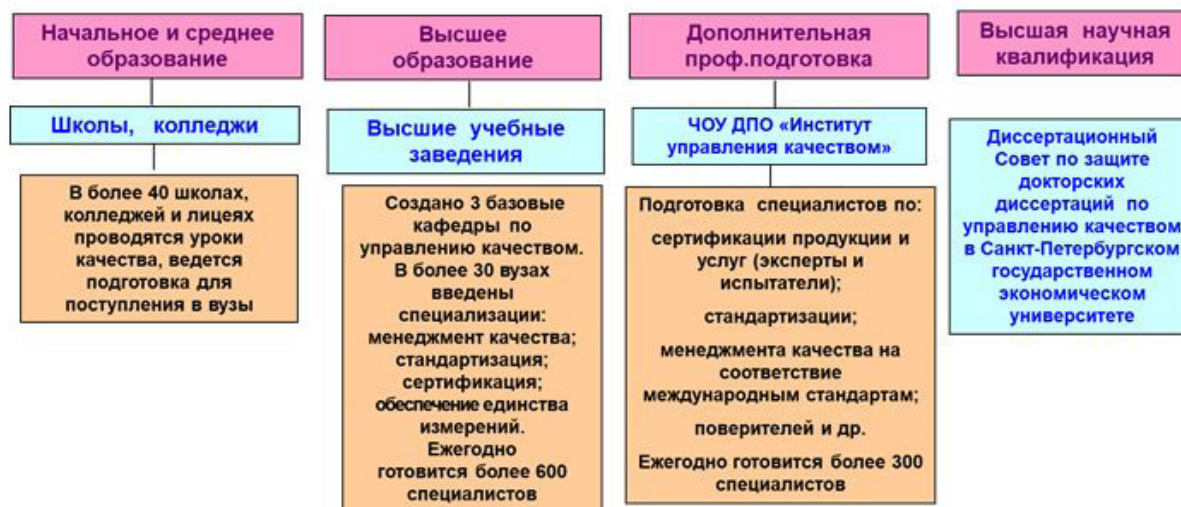 Начальное и среднее
образование
Школы, колледжи
В более 40 школах,
колледжей и лицеях
проводятся уроки
качества, ведется
подготовка для
поступления в вузы
Высшее
образование
Высшие учебные
заведения
Создано 3 базовые
кафедры по
управлению качеством.
В более 30 вузах
введены
специализации:
менеджмент качества;
стандартизация;
сертификация;
обеспечение единства
измерений.
Ежегодно
готовится более 600
специалистов
Дополнительная
проф.подготовка
ЧОУ ДПО «Институт
управления качеством»
Подготовка специалистов по:
сертификации продукции и
услуг (эксперты и
испытатели);
стандартизации;
менеджмента качества на
соответствие
международным стандартам;
поверителей и др.
Ежегодно готовится более 300
специалистов
Высшая научная
квалификация
Диссертационный
Совет по защите
докторских
диссертаций по
управлению качеством
в Санкт-Петербургском
государственном
экономическом
университете